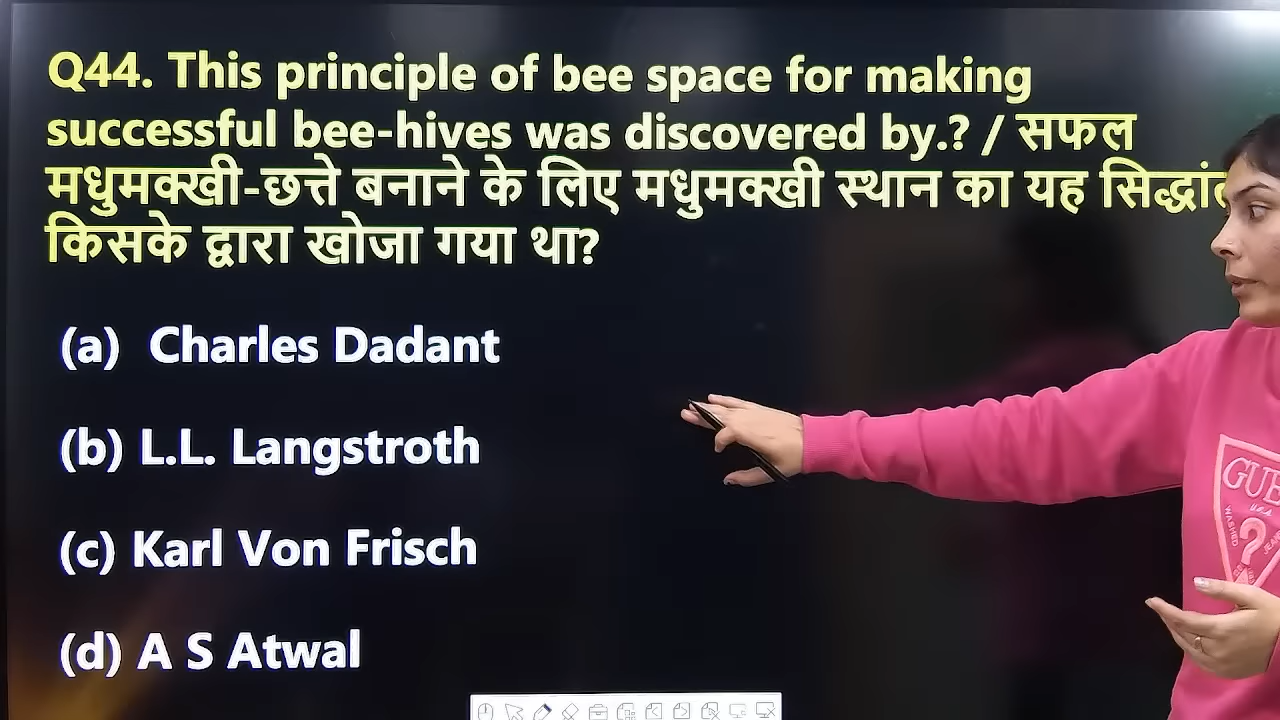 Q44. This principle of bee space for making
successful bee-hives was discovered by.? / सफल
मधुमक्खी-छत्ते बनाने के लिए मधुमक्खी स्थान का यह
किसके द्वारा खोजा गया था?
(a) Charles Dadant
(b) L.L. Langstroth
(c) Karl Von Frisch
(d) A S Atwal
WASHED
?